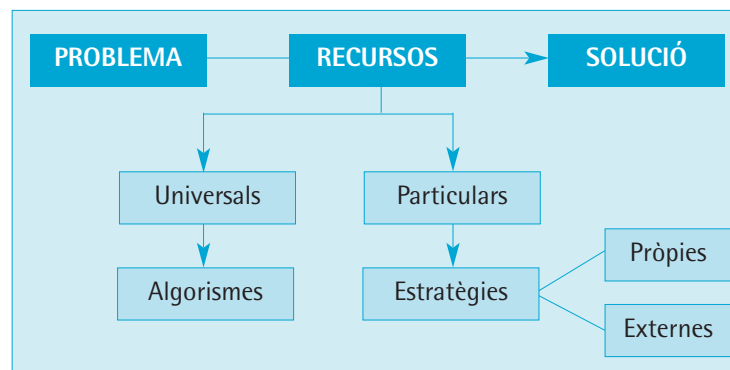 PROBLEMA
RECURSOS
SOLUCIÓ
Universals
Particulars
Algorismes
Estratègies
Pròpies
Externes